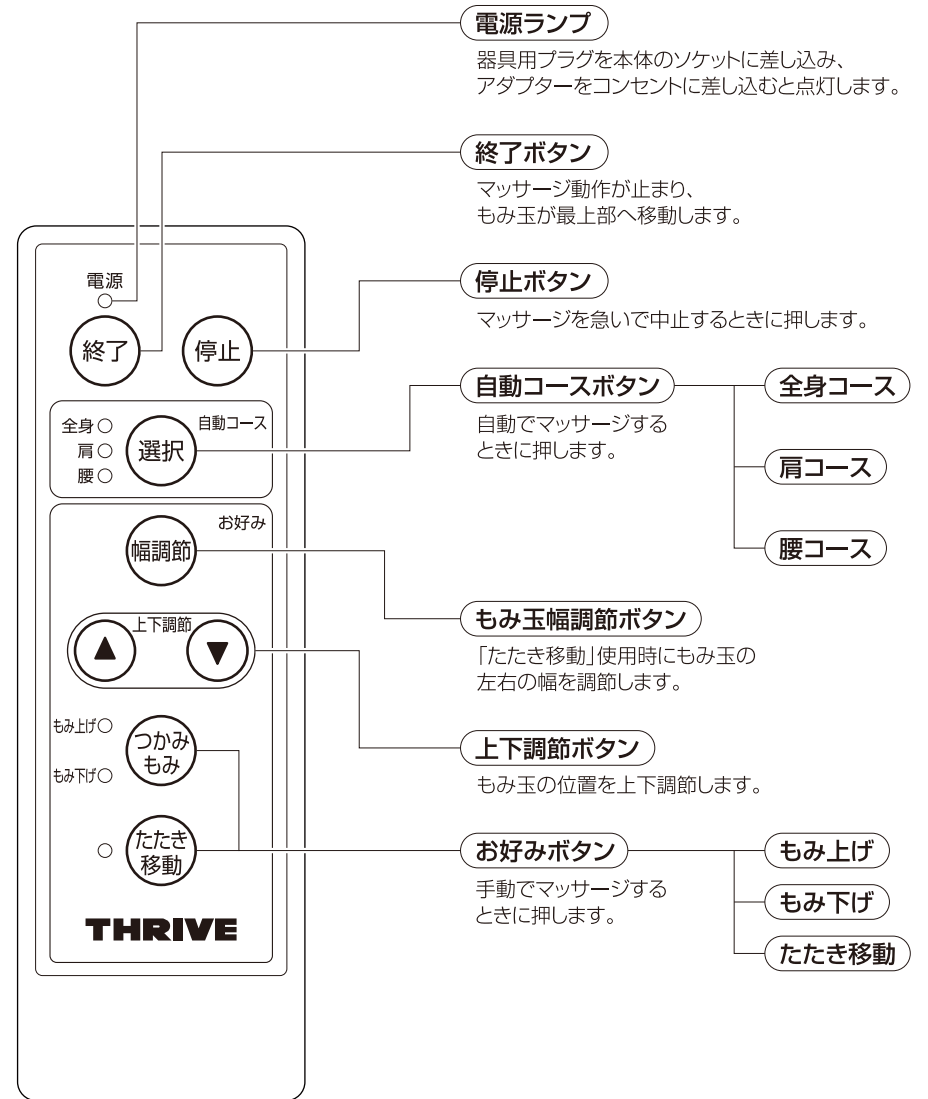 電源ランプ
器具用プラグを本体のソケットに差し込み、
アダプターをコンセントに差し込むと点灯します。
終了ボタン
マッサージ動作が止まり、
もみ玉が最上部へ移動します。
停止ボタン
マッサージを急いで中止するときに押します。
自動コースボタン
自動でマッサージする
ときに押します。
全身コース
肩コース
腰コース
もみ玉幅調節ボタン
「たたき移動」使用時にもみ玉の
左右の幅を調節します。
上下調節ボタン
もみ玉の位置を上下調節します。
お好みボタン
手動でマッサージする
ときに押します。
もみ上げ
もみ下げ
たたき移動
電源
終了
停止
全身
肩
腰
選択
自動コース
お好み
幅調節
上下調節
▲
▼
もみ上げ
もみ下げ
つかみ
もみ
たたき
移動
THRIVE